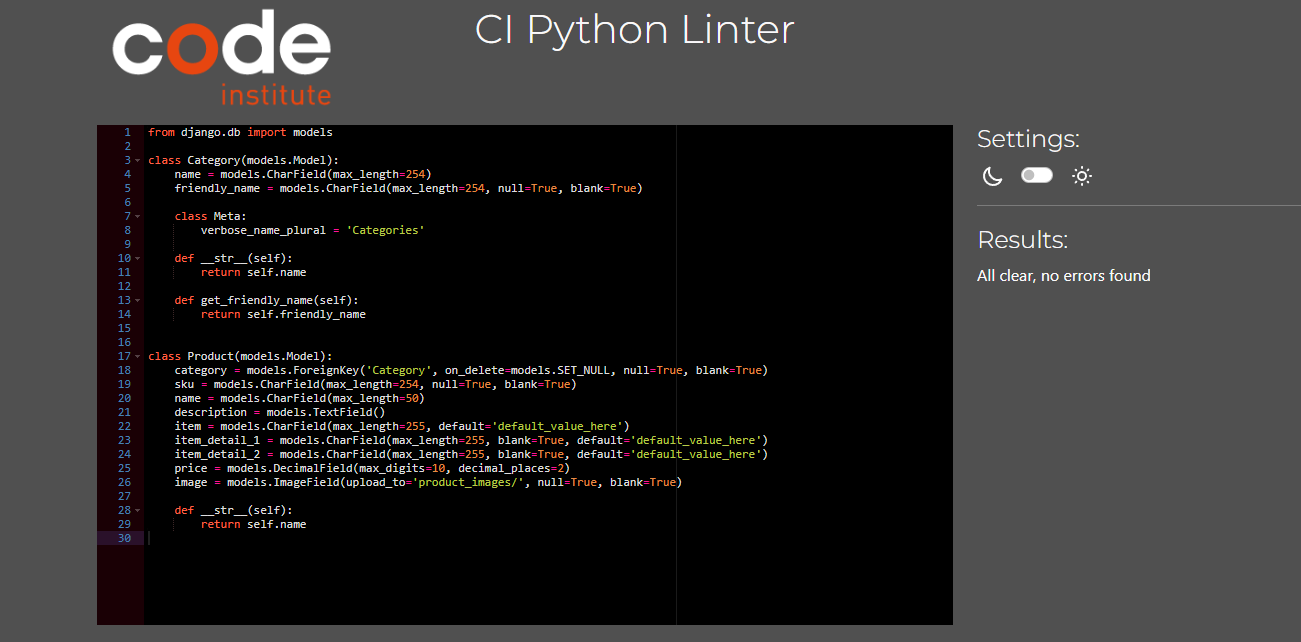 code
institute
CI Python Linter
1 from django.db import models
2
3 class Category(models.Model):
4     name = models.CharField(max_length=254)
5     friendly_name = models.CharField(max_length=254, null=True, blank=True)
6
7     class Meta:
8         verbose_name_plural = 'Categories'
9
10     def __str__(self):
11         return self.name
12
13     def get_friendly_name(self):
14         return self.friendly_name
15
16
17 class Product(models.Model):
18     category = models.ForeignKey('Category', on_delete=models.SET_NULL, null=True, blank=True)
19     sku = models.CharField(max_length=254, null=True, blank=True)
20     name = models.CharField(max_length=50)
21     description = models.TextField()
22     item = models.CharField(max_length=255, default='default_value_here')
23     item_detail_1 = models.CharField(max_length=255, blank=True, default='default_value_here')
24     item_detail_2 = models.CharField(max_length=255, blank=True, default='default_value_here')
25     price = models.DecimalField(max_digits=10, decimal_places=2)
26     image = models.ImageField(upload_to='product_images/', null=True, blank=True)
27
28     def __str__(self):
29         return self.name
30
Settings:
Results:
All clear, no errors found